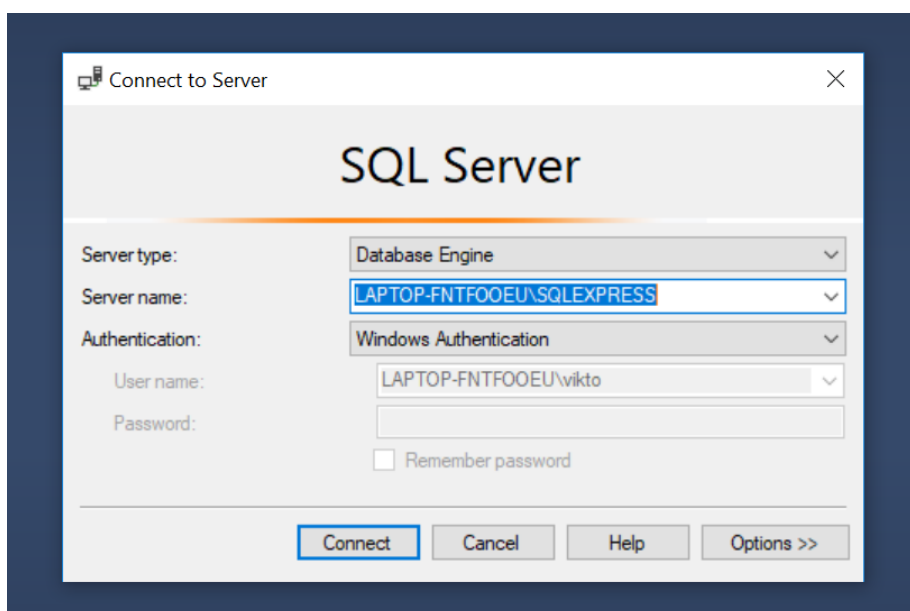 Connect to Server
SQL Server
Server type: Database Engine
Server name: LAPTOP-FNTFOOEU\SQLEXPRESS
Authentication: Windows Authentication
User name: LAPTOP-FNTFOOEU\vikto
Password:
Remember password
Connect Cancel Help Options >>